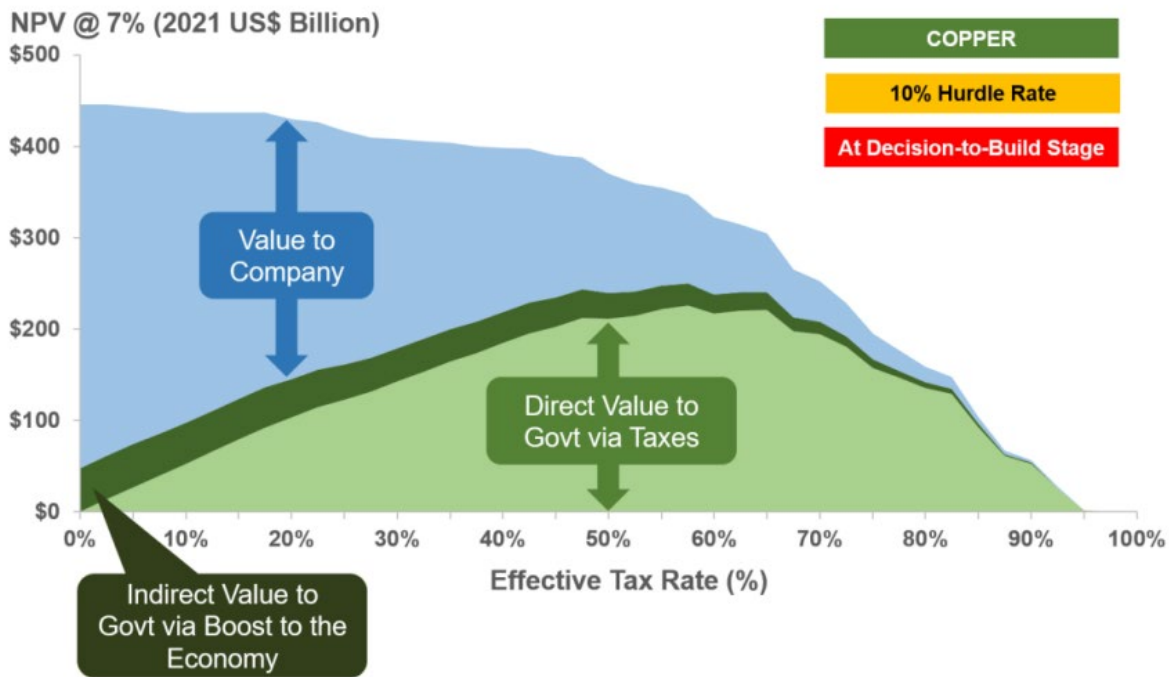 NPV @ 7% (2021 US$ Billion)
COPPER
10% Hurdle Rate
At Decision-to-Build Stage
$500
$400
$300
$200
$100
$0
Value to
Company
Direct Value to
Govt via Taxes
0%
10%
20%
30%
40%
50%
60%
70%
80%
90%
100%
Effective Tax Rate (%)
Indirect Value to
Govt via Boost to the
Economy